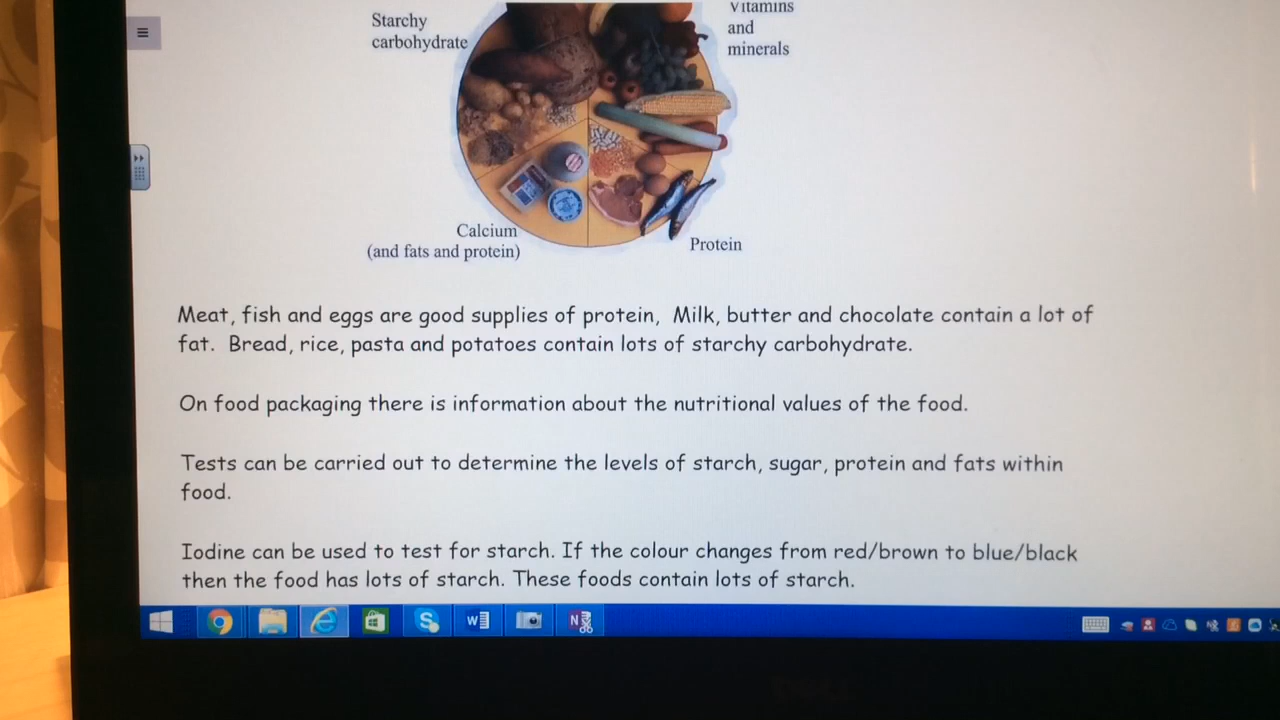 Starchy
carbohydrate
Vitamins
and
minerals
Calcium
(and fats and protein)
Protein
Meat, fish and eggs are good supplies of protein, Milk, butter and chocolate contain a lot of
fat. Bread, rice, pasta and potatoes contain lots of starchy carbohydrate.
On food packaging there is information about the nutritional values of the food.
Tests can be carried out to determine the levels of starch, sugar, protein and fats within
food.
Iodine can be used to test for starch. If the colour changes from red/brown to blue/black
then the food has lots of starch. These foods contain lots of starch.